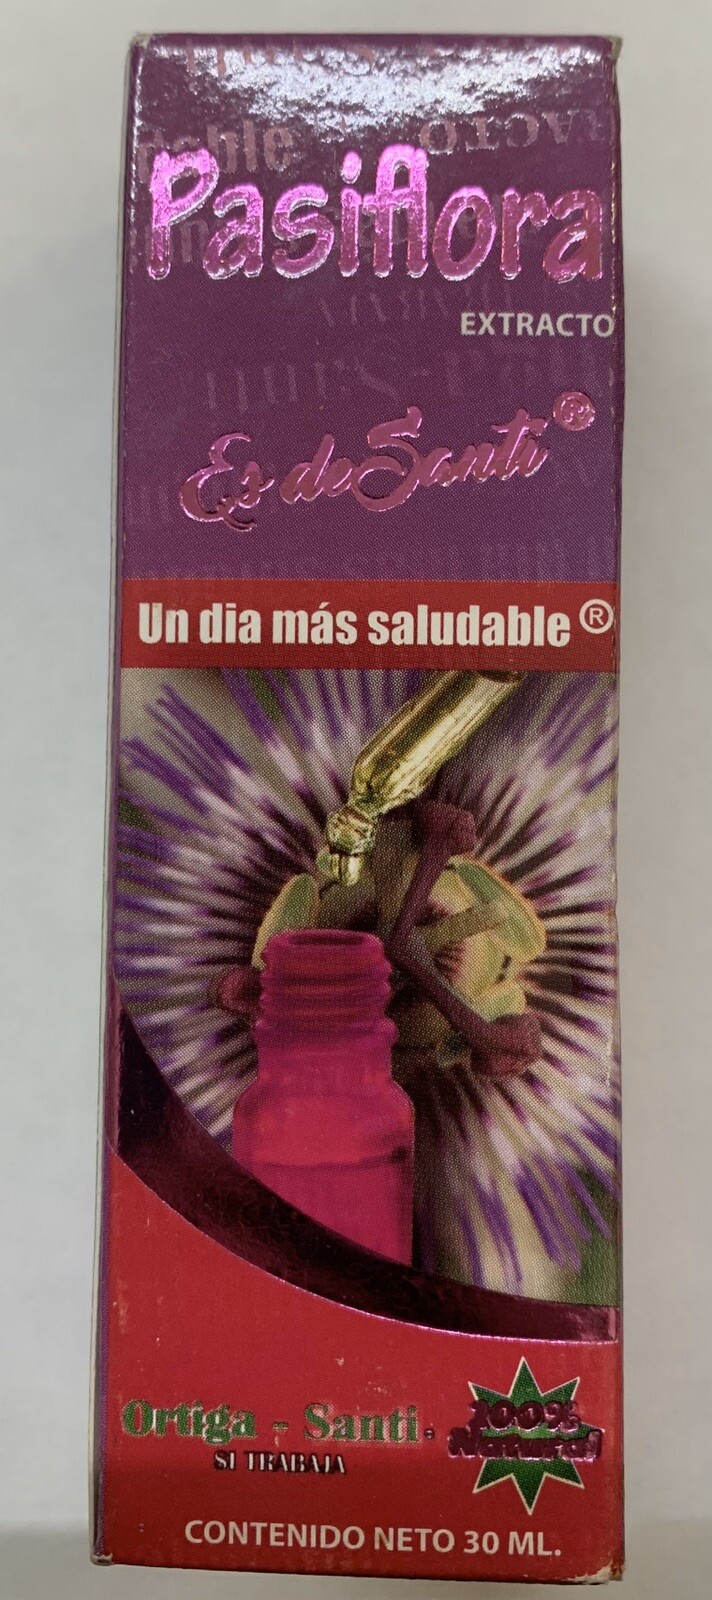 Pasiflora
EXTRACTO
Es de Santi®
Un dia más saludable®
Ortiga - Santi®
SI TRABAJA
100%
Natural
CONTENIDO NETO 30 ML.